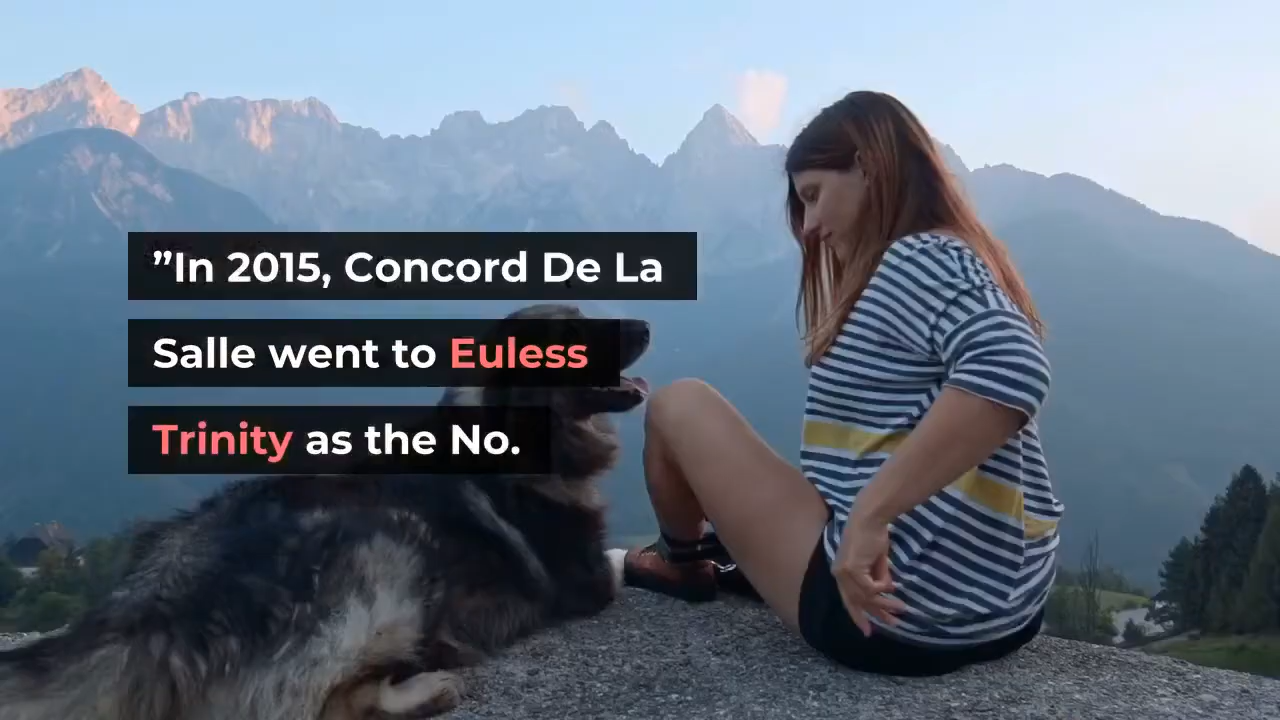 ”In 2015, Concord De La
Salle went to Euless
Trinity as the No.